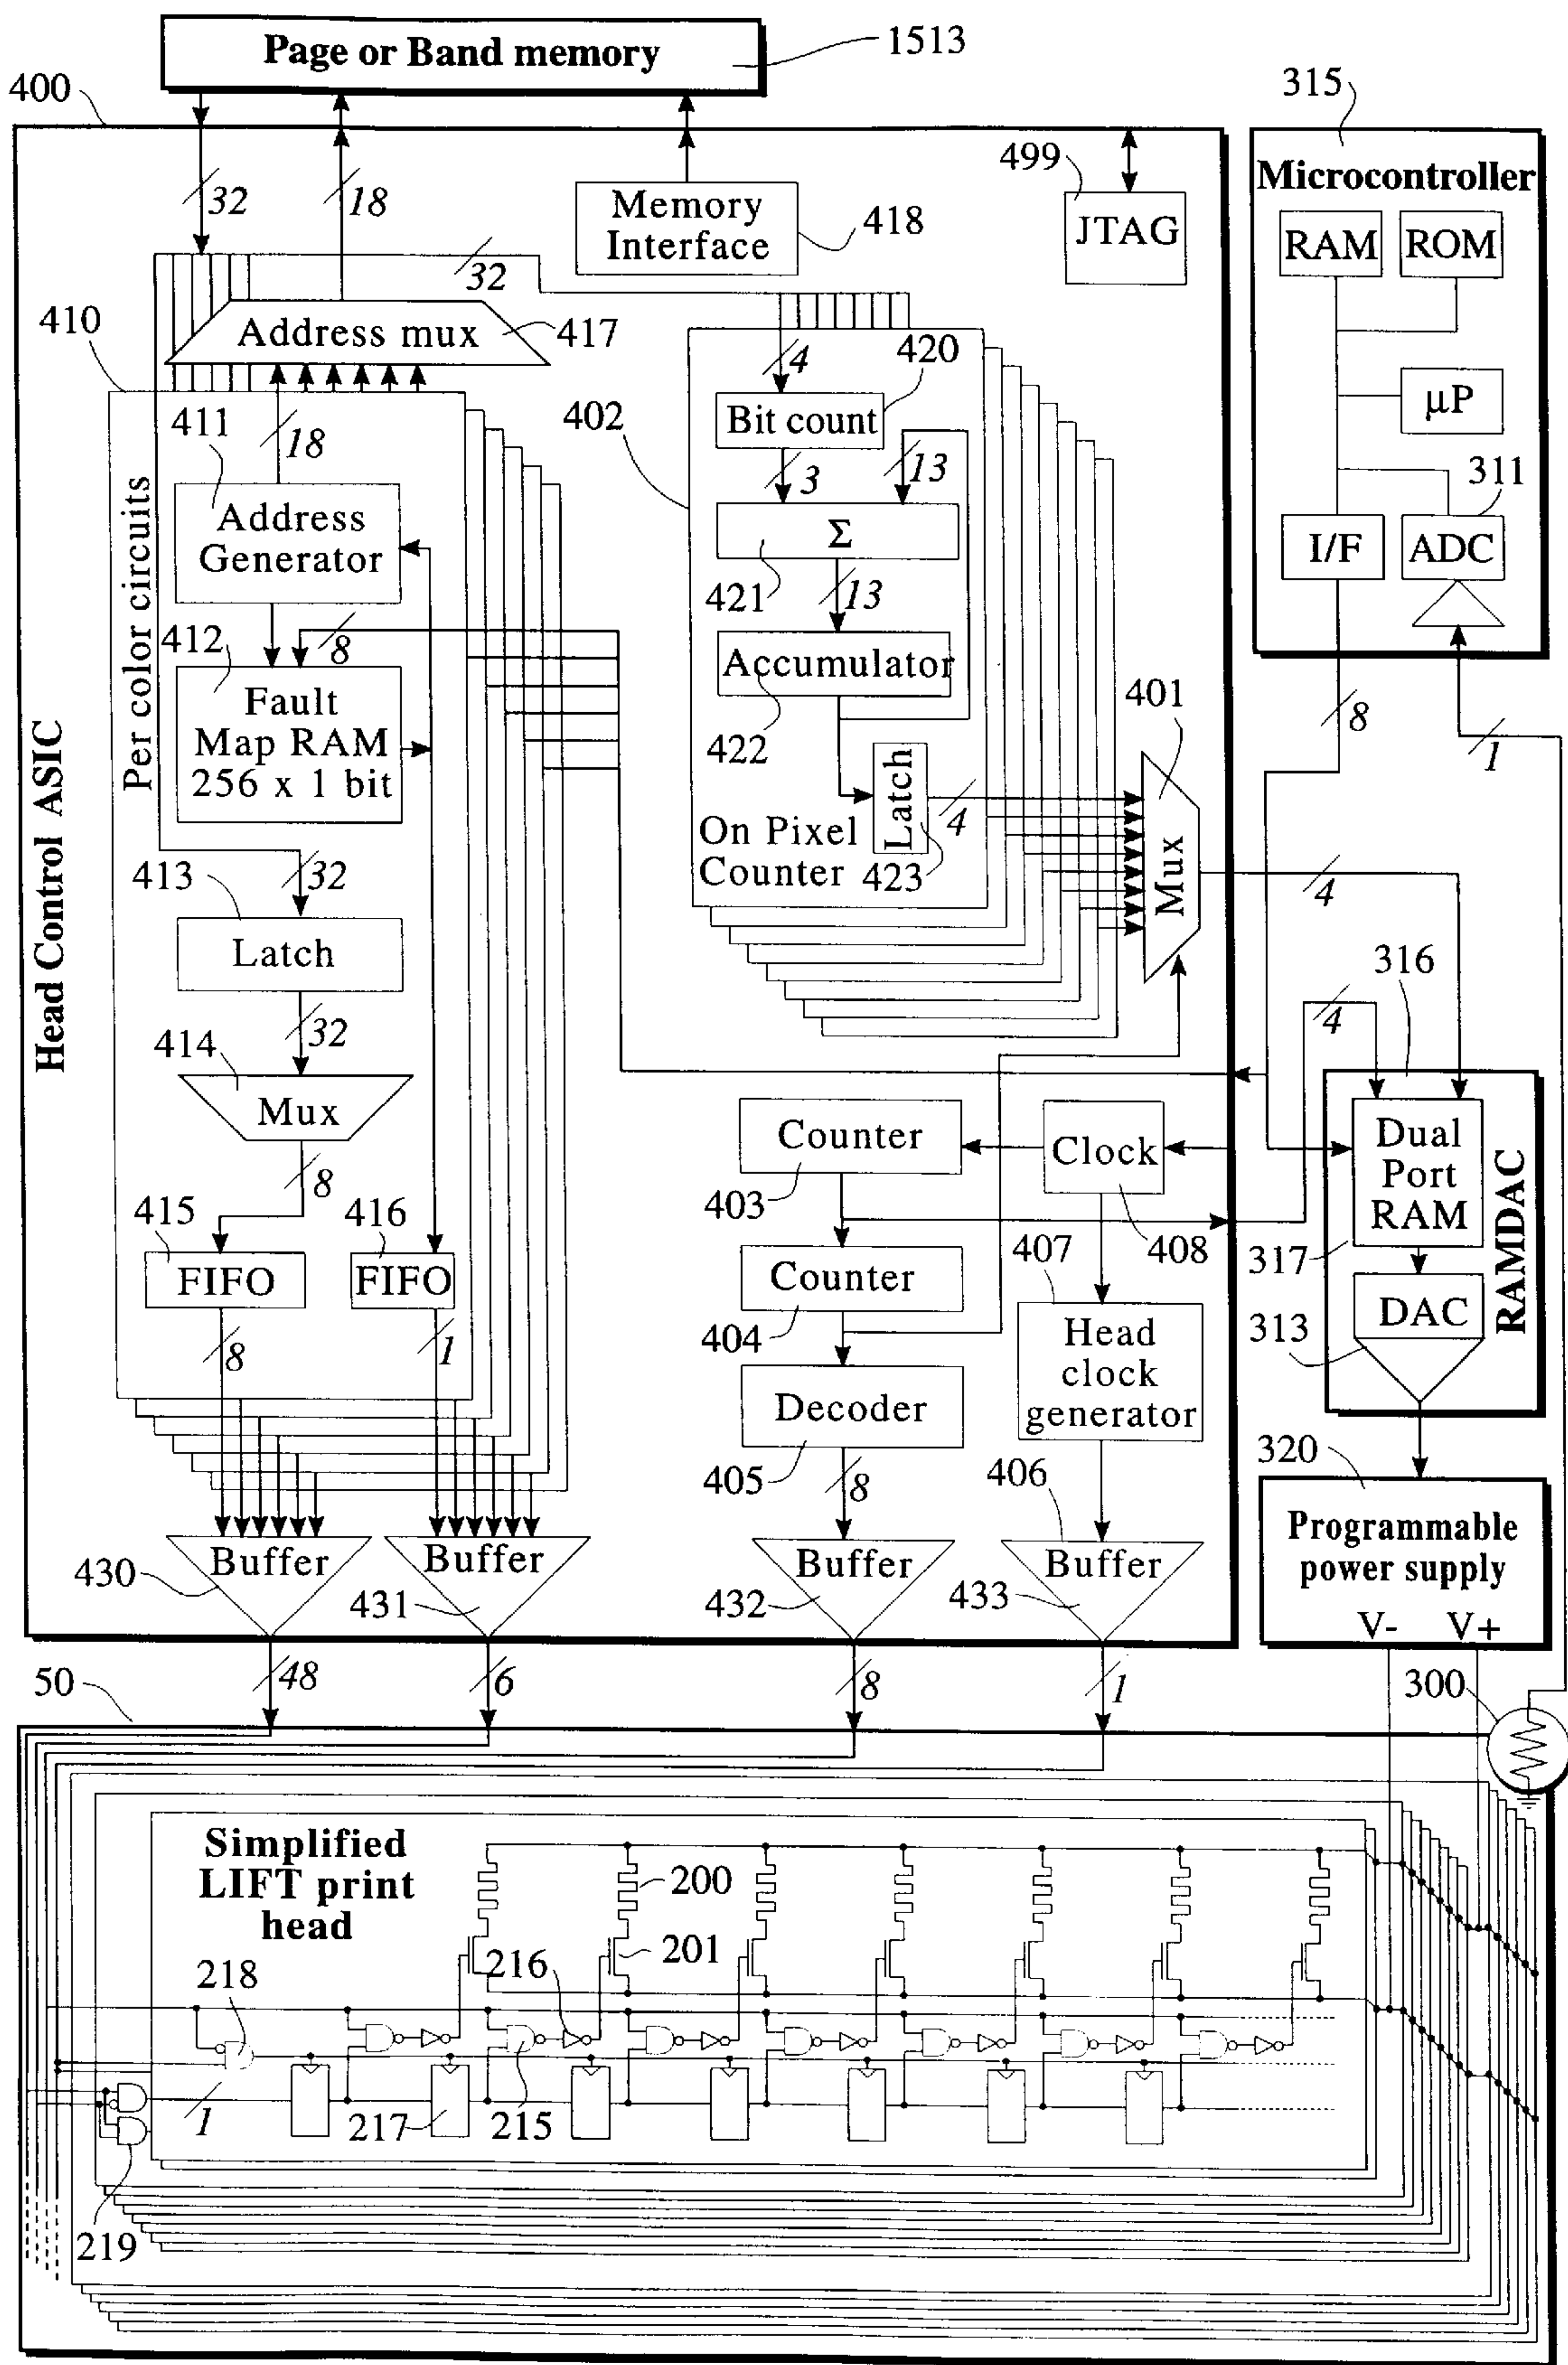 Page or Band memory
1513
400
32
18
Memory
Interface
418
499
JTAG
315
Microcontroller
RAM
ROM
µP
311
I/F
ADC
8
1
32
410
Address mux
417
411
18
Address
Generator
412
8
Fault
Map RAM
256 x 1 bit
Per color circuits
Head Control ASIC
413
32
Latch
32
414
Mux
8
415
416
FIFO
FIFO
8
1
402
4
420
Bit count
3
13
Σ
421
13
Accumulator
422
Latch
4
On Pixel
Counter
423
401
Mux
4
316
4
Dual
Port
RAM
317
DAC
313
RAMDAC
Counter
403
Clock
408
407
Counter
404
Head
clock
generator
Decoder
405
8
406
320
Programmable
power supply
V-
V+
Buffer
430
Buffer
431
Buffer
432
Buffer
433
48
6
8
1
50
300
Simplified
LIFT print
head
200
201
216
218
1
217
215
219